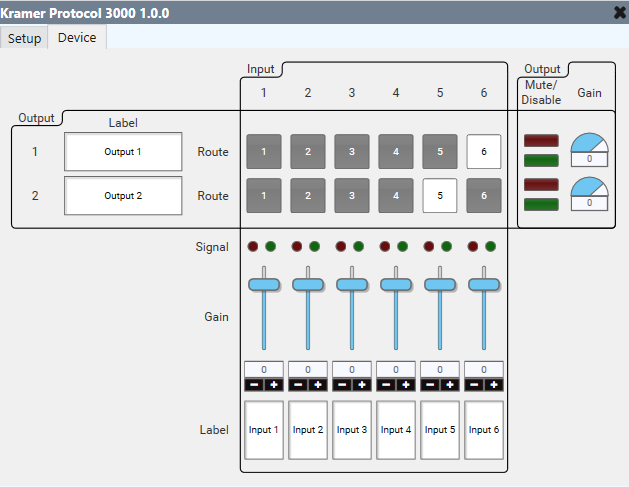 Kramer Protocol 3000 1.0.0
Setup Device
Input Output
1 2 3 4 5 6 Mute/ Disable Gain
Output Label
1 Output 1 Route 1 2 3 4 5 6 0
2 Output 2 Route 1 2 3 4 5 6 0
Signal
Gain
0 0 0 0 0 0
− + − + − + − + − + − +
Label Input 1 Input 2 Input 3 Input 4 Input 5 Input 6